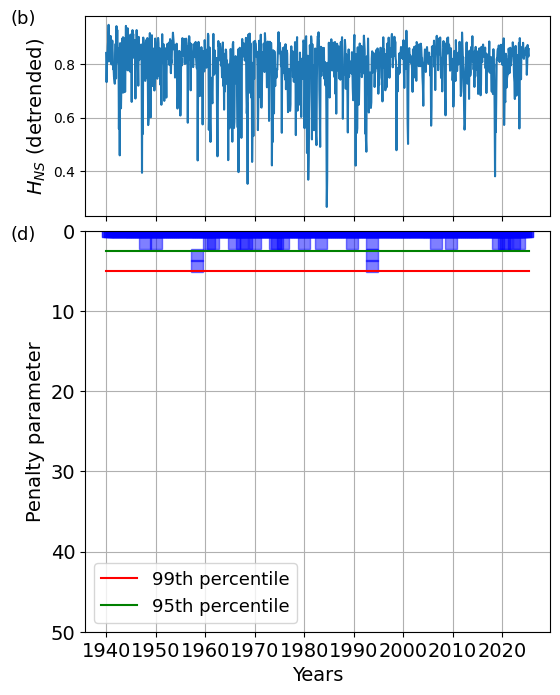 (b)
H_NS (detrended)
0.8
0.6
0.4
(d)
Penalty parameter
0
10
20
30
40
50
99th percentile
95th percentile
1940 1950 1960 1970 1980 1990 2000 2010 2020
Years